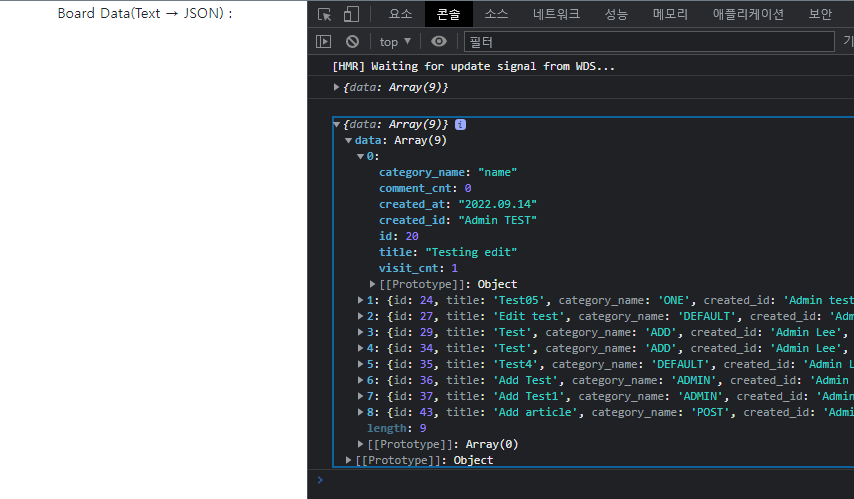 Board Data(Text → JSON) :
요소 콘솔 소스 네트워크 성능 메모리 애플리케이션 보안
top ▼ 필터
[HMR] Waiting for update signal from WDS...
▶{data: Array(9)}
▼{data: Array(9)} i
▼data: Array(9)
▼0:
category_name: "name"
comment_cnt: 0
created_at: "2022.09.14"
created_id: "Admin TEST"
id: 20
title: "Testing edit"
visit_cnt: 1
▶[[Prototype]]: Object
▶1: {id: 24, title: 'Test05', category_name: 'ONE', created_id: 'Admin test
▶2: {id: 27, title: 'Edit test', category_name: 'DEFAULT', created_id: 'Adm
▶3: {id: 29, title: 'Test', category_name: 'ADD', created_id: 'Admin Lee',
▶4: {id: 34, title: 'Test', category_name: 'ADD', created_id: 'Admin Lee',
▶5: {id: 35, title: 'Test4', category_name: 'DEFAULT', created_id: 'Admin L
▶6: {id: 36, title: 'Add Test', category_name: 'ADMIN', created_id: 'Admin
▶7: {id: 37, title: 'Add Test1', category_name: 'ADMIN', created_id: 'Admin
▶8: {id: 43, title: 'Add article', category_name: 'POST', created_id: 'Admi
length: 9
▶[[Prototype]]: Array(0)
▶[[Prototype]]: Object